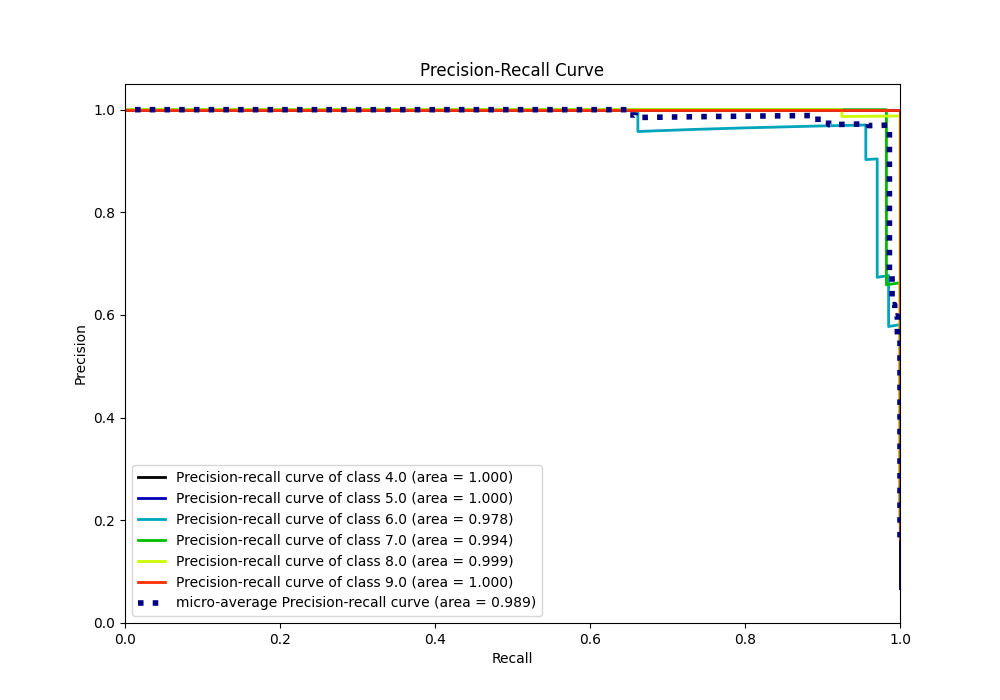 Precision-Recall Curve
1.0
0.8
0.6
0.4
0.2
0.0
Precision
Precision-recall curve of class 4.0 (area = 1.000)
Precision-recall curve of class 5.0 (area = 1.000)
Precision-recall curve of class 6.0 (area = 0.978)
Precision-recall curve of class 7.0 (area = 0.994)
Precision-recall curve of class 8.0 (area = 0.999)
Precision-recall curve of class 9.0 (area = 1.000)
micro-average Precision-recall curve (area = 0.989)
0.0 0.2 0.4 0.6 0.8 1.0
Recall